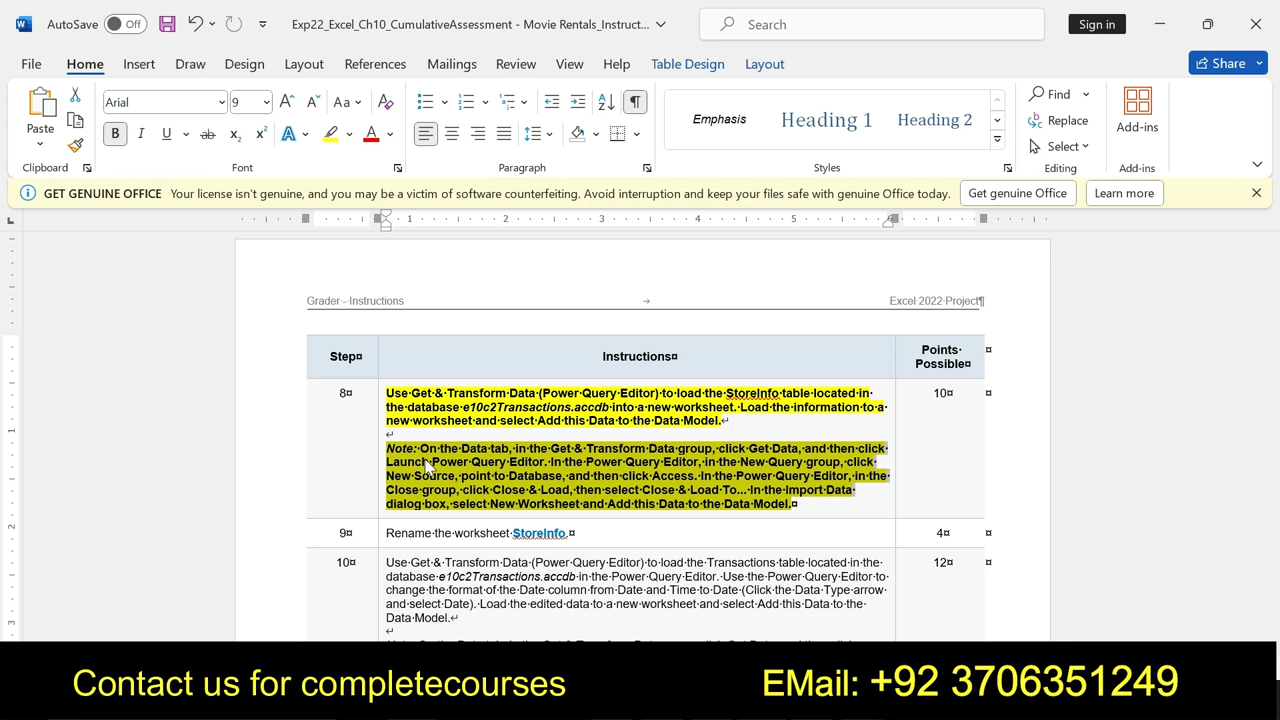 AutoSave Off Exp22_Excel_Ch10_CumulativeAssessment - Movie Rentals_Instruct... Search Sign in
File Home Insert Draw Design Layout References Mailings Review View Help Table Design Layout Share
Paste Arial 9 Aa Emphasis Heading 1 Heading 2 Find Replace Select Add-ins
Clipboard Font Paragraph Styles Editing Add-ins
GET GENUINE OFFICE Your license isn't genuine, and you may be a victim of software counterfeiting. Avoid interruption and keep your files safe with genuine Office today. Get genuine Office Learn more
1 2 3 4 5 6
Grader - Instructions → Excel 2022 Project¶
Step¤ Instructions¤ Points·
Possible¤ ¤
8¤ Use·Get·&·Transform·Data·(Power·Query·Editor)·to·load·the·StoreInfo·table·located·in· 10¤ ¤
the·database·e10c2Transactions.accdb·into·a·new·worksheet.·Load·the·information·to·a·
new·worksheet·and·select·Add·this·Data·to·the·Data·Model.↵
↵
Note:·On·the·Data·tab,·in·the·Get·&·Transform·Data·group,·click·Get·Data,·and·then·click·
Launch·Power·Query·Editor.·In·the·Power·Query·Editor,·in·the·New·Query·group,·click·
New·Source,·point·to·Database,·and·then·click·Access.·In·the·Power·Query·Editor,·in·the·
Close·group,·click·Close·&·Load,·then·select·Close·&·Load·To...·In·the·Import·Data·
dialog·box,·select·New·Worksheet·and·Add·this·Data·to·the·Data·Model.¤
9¤ Rename·the·worksheet·StoreInfo.¤ 4¤ ¤
10¤ Use·Get·&·Transform·Data·(Power·Query·Editor)·to·load·the·Transactions·table·located·in·the· 12¤ ¤
database·e10c2Transactions.accdb·in·the·Power·Query·Editor.·Use·the·Power·Query·Editor·to·
change·the·format·of·the·Date·column·from·Date·and·Time·to·Date·(Click·the·Data·Type·arrow·
and·select·Date).·Load·the·edited·data·to·a·new·worksheet·and·select·Add·this·Data·to·the·
Data·Model.↵
↵
Contact us for completecourses EMail: +92 3706351249